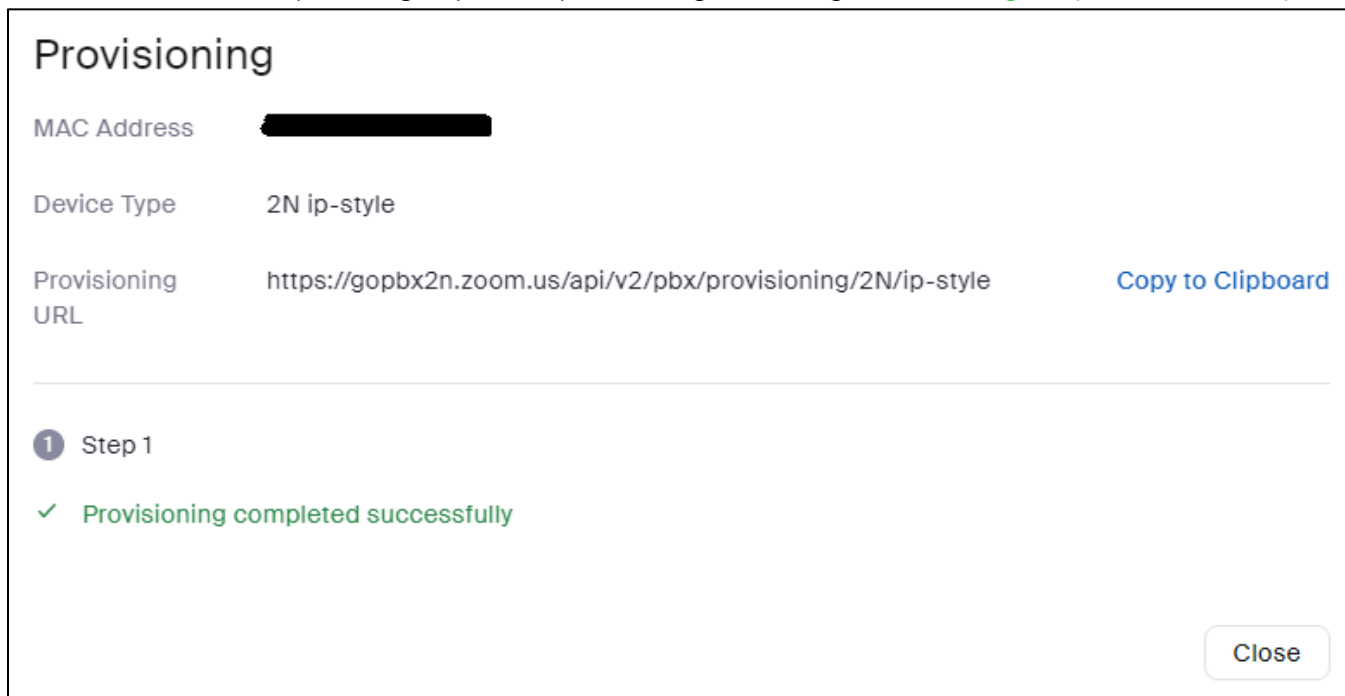 Provisioning
MAC Address
Device Type 2N ip-style
Provisioning URL https://gopbx2n.zoom.us/api/v2/pbx/provisioning/2N/ip-style Copy to Clipboard
1 Step 1
✓ Provisioning completed successfully
Close